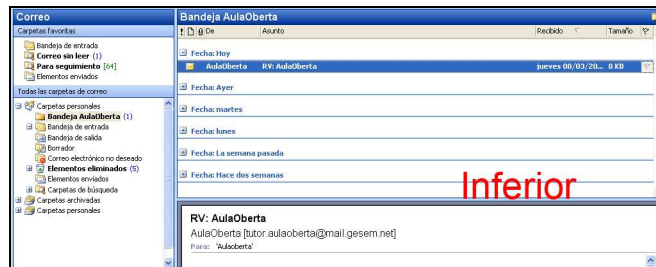 Correo
Carpetas favoritas
Bandeja de entrada
Correo sin leer (1)
Para seguimiento [64]
Elementos enviados
Todas las carpetas de correo
Carpetas personales
Bandeja AulaOberta (1)
Bandeja de entrada
Bandeja de salida
Borrador
Correo electrónico no deseado
Elementos eliminados (5)
Elementos enviados
Carpetas de búsqueda
Carpetas archivadas
Carpetas personales
Bandeja AulaOberta
De Asunto Recibido Tamaño
Fecha: Hoy
AulaOberta RV: AulaOberta jueves 08/03/20... 8 KB
Fecha: Ayer
Fecha: martes
Fecha: lunes
Fecha: La semana pasada
Fecha: Hace dos semanas
Inferior
RV: AulaOberta
AulaOberta [tutor.aulaoberta@mail.gesem.net]
Para: 'Aulaoberta'